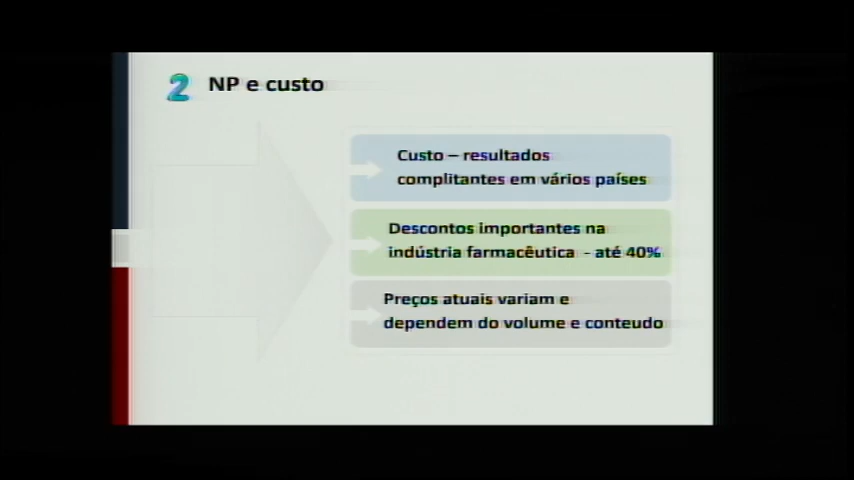 2 NP e custo
Custo – resultados
complitantes em vários países
Descontos importantes na
indústria farmacêutica - até 40%
Preços atuais variam e
dependem do volume e conteudo